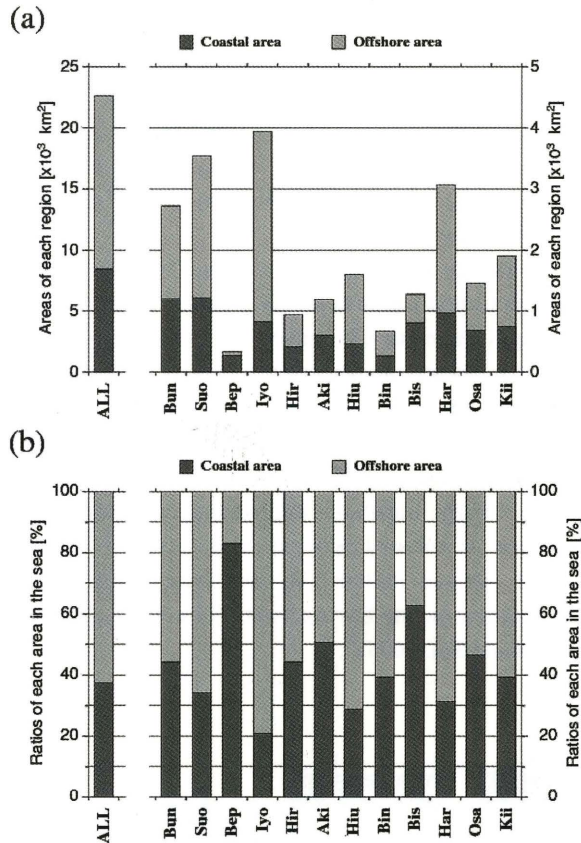 (a)
Coastal area Offshore area
Areas of each region [x10³ km²]
25
20
15
10
5
0
5
4
3
2
1
0
Areas of each region [x10³ km²]
ALL Bun Suo Bep Iyo Hir Aki Hiu Bin Bis Har Osa Kii
(b)
Coastal area Offshore area
Ratios of each area in the sea [%]
100
80
60
40
20
0
100
80
60
40
20
0
Ratios of each area in the sea [%]
ALL Bun Suo Bep Iyo Hir Aki Hiu Bin Bis Har Osa Kii